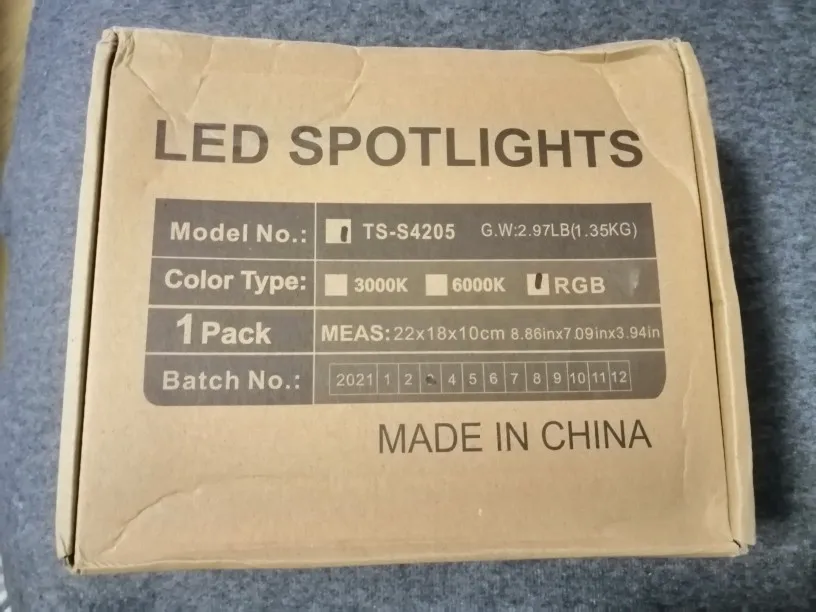 LED SPOTLIGHTS
Model No.: TS-S4205 G.W:2.97LB(1.35KG)
Color Type: 3000K 6000K RGB
1 Pack MEAS:22x18x10cm 8.86inx7.09inx3.94in
Batch No.: 2021 1 2 4 5 6 7 8 9 10 11 12
MADE IN CHINA